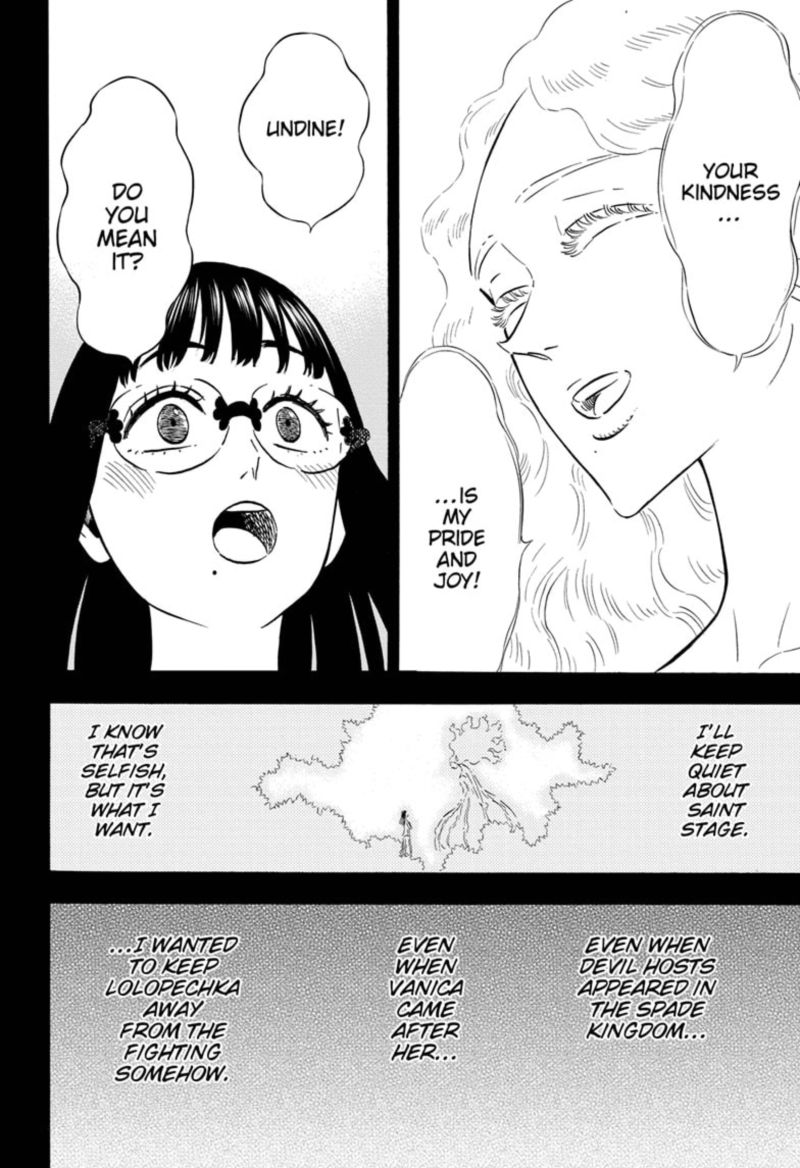 YOUR
KINDNESS
...
...IS
MY
PRIDE
AND
JOY!
UNDINE!
DO
YOU
MEAN
IT?
I'LL
KEEP
QUIET
ABOUT
SAINT
STAGE.
I KNOW
THAT'S
SELFISH,
BUT IT'S
WHAT I
WANT.
EVEN WHEN
DEVIL HOSTS
APPEARED IN
THE SPADE
KINGDOM...
EVEN
WHEN
VANICA
CAME
AFTER
HER...
...I WANTED
TO KEEP
LOLOPECHKA
AWAY
FROM THE
FIGHTING
SOMEHOW.